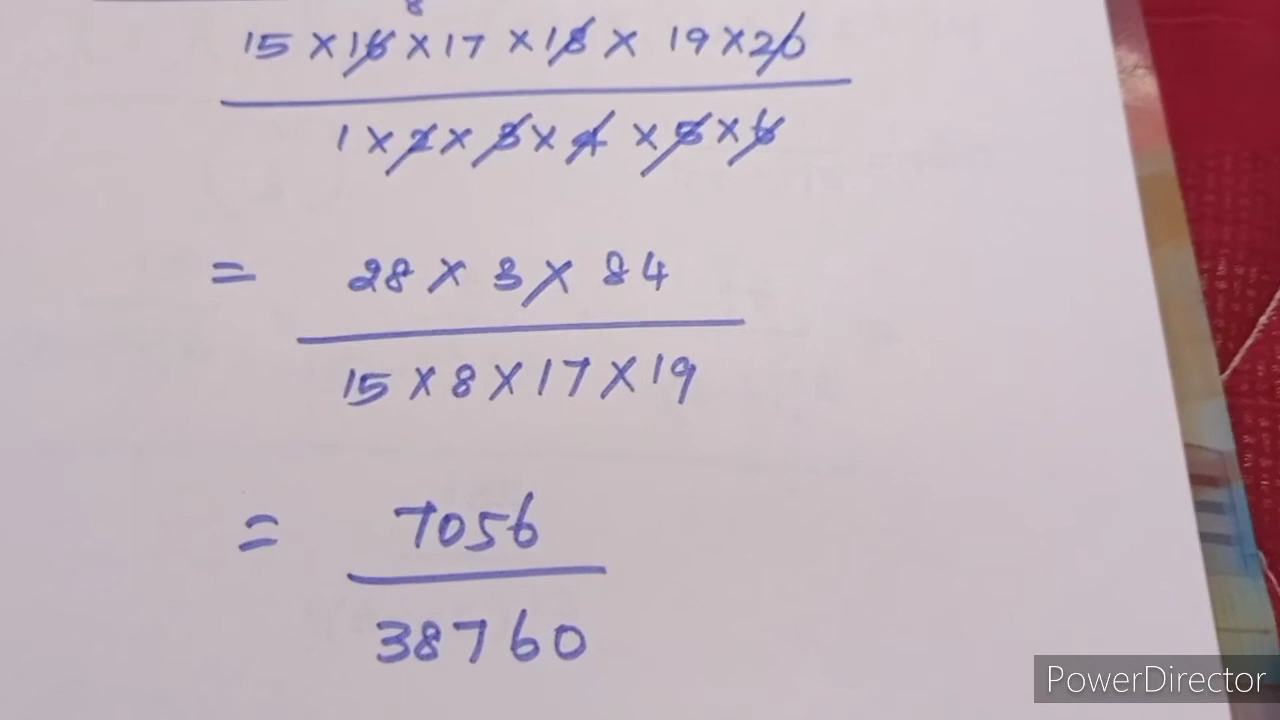 8
15 × 16 × 17 × 18 × 19 × 20
1 × 2 × 3 × 4 × 5 × 6
= 28 × 3 × 84
15 × 8 × 17 × 19
= 7056
38760
PowerDirector